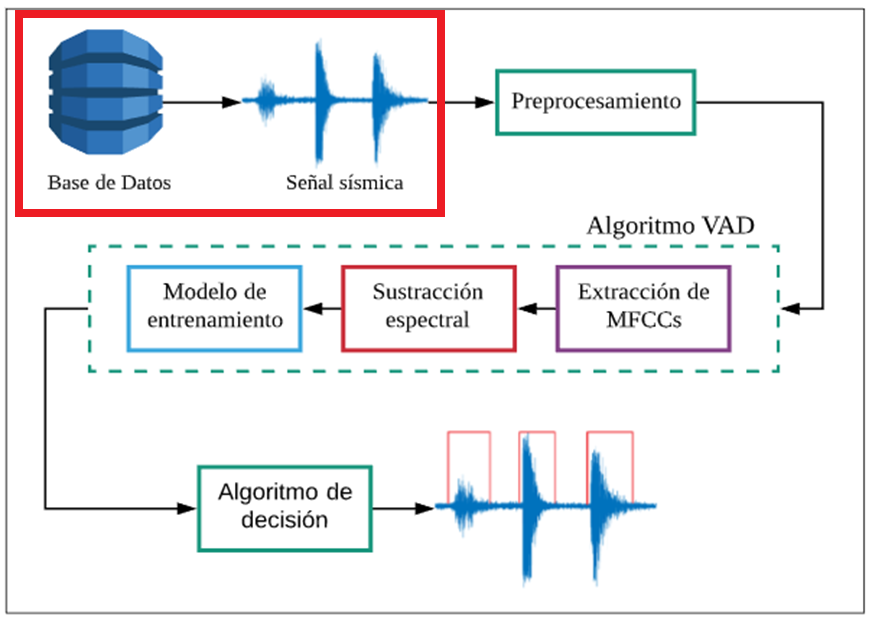 Preprocesamiento
Base de Datos
Señal sísmica
Algoritmo VAD
Modelo de
entrenamiento
Sustracción
espectral
Extracción de
MFCCs
Algoritmo de
decisión